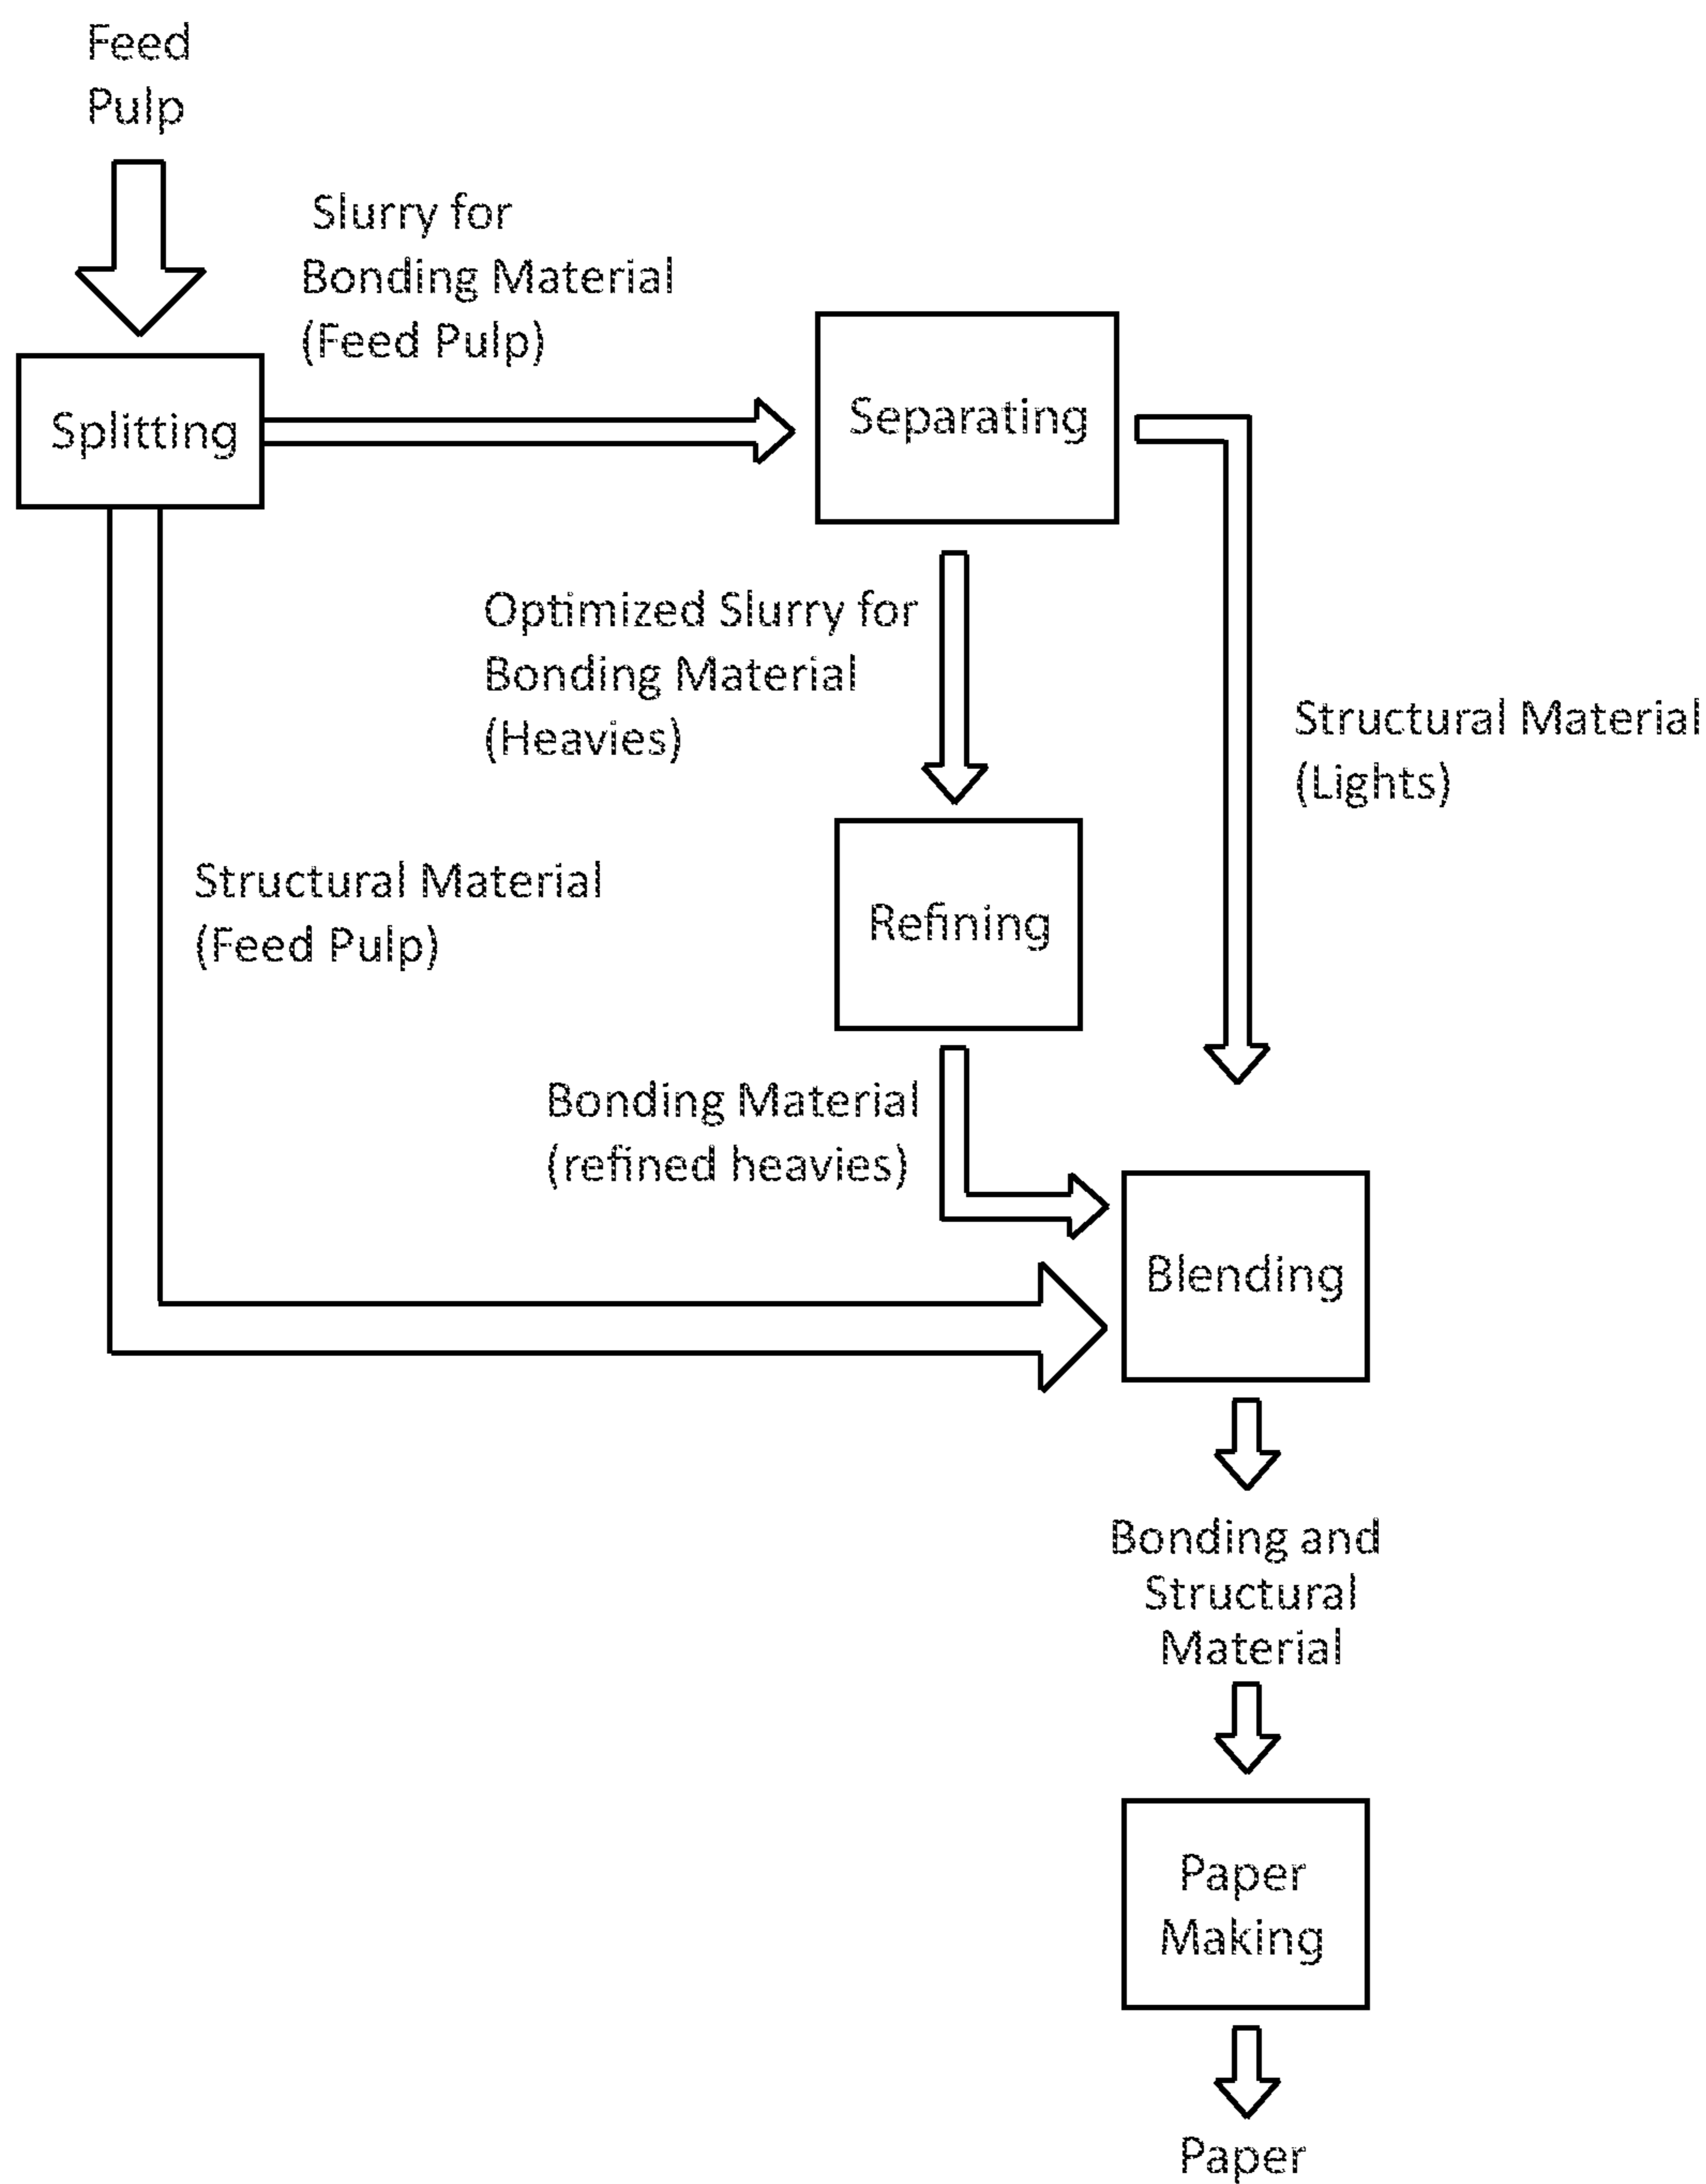 Feed
Pulp
Slurry for
Bonding Material
(Feed Pulp)
Splitting
Separating
Optimized Slurry for
Bonding Material
(Heavies)
Structural Material
(Lights)
Structural Material
(Feed Pulp)
Refining
Bonding Material
(refined heavies)
Blending
Bonding and
Structural
Material
Paper
Making
Paper